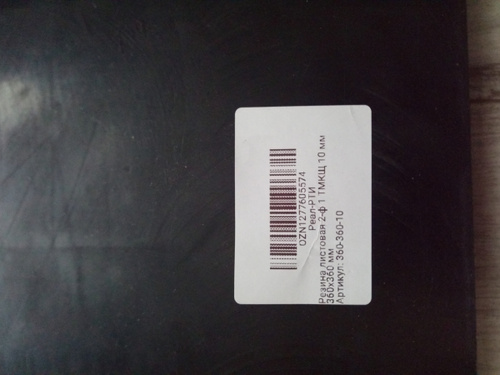 OZN1277605574
Реал-РТИ
Резина листовая 2-ф 1 ТМКЩ 10 мм
360х360 мм
Артикул: 360-360-10